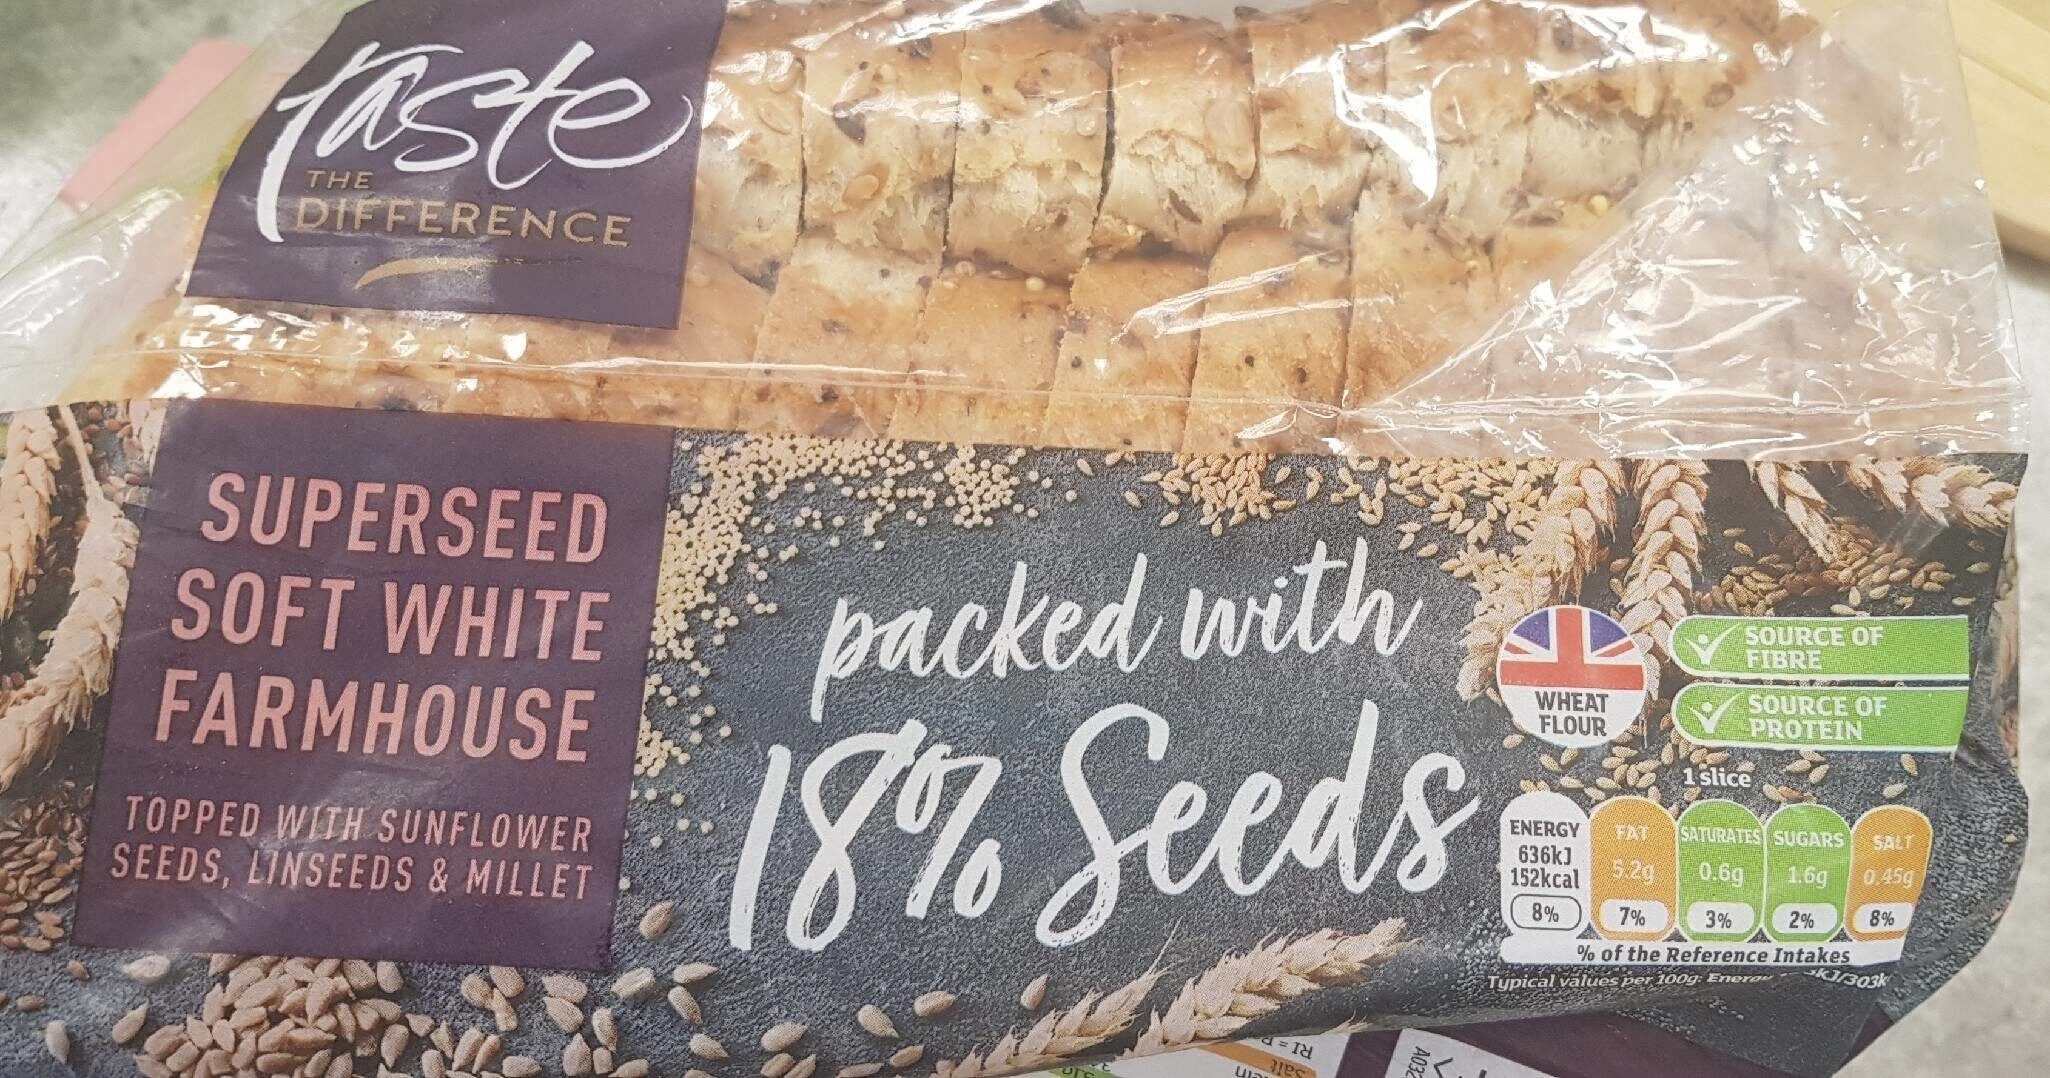 Taste
THE
DIFFERENCE
SUPERSEED
SOFT WHITE
FARMHOUSE
TOPPED WITH SUNFLOWER
SEEDS, LINSEEDS & MILLET
packed with
18% Seeds
WHEAT
FLOUR
SOURCE OF
FIBRE
SOURCE OF
PROTEIN
1 slice
ENERGY
636kJ
152kcal
8%
FAT
5.2g
7%
SATURATES
0.6g
3%
SUGARS
1.6g
2%
SALT
0.45g
8%
% of the Reference Intakes
Typical values per 100g:
Salt